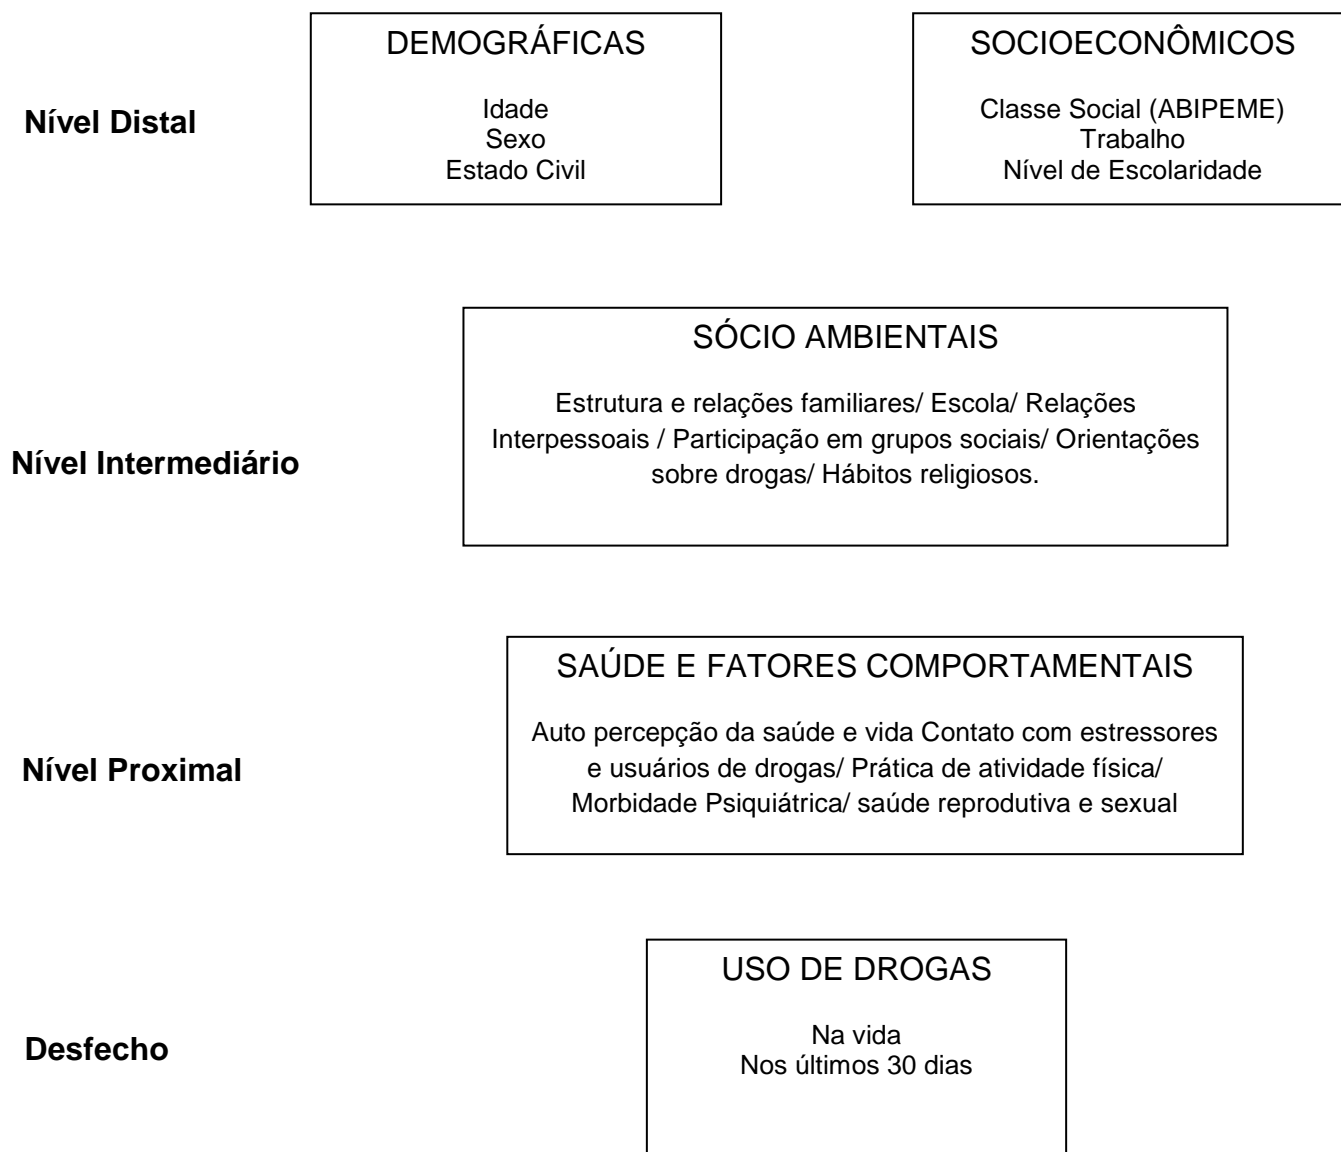 DEMOGRÁFICAS
SOCIOECONÔMICOS
Nível Distal
Idade
Sexo
Estado Civil
Classe Social (ABIPEME)
Trabalho
Nível de Escolaridade
SÓCIO AMBIENTAIS
Nível Intermediário
Estrutura e relações familiares/ Escola/ Relações
Interpessoais / Participação em grupos sociais/ Orientações
sobre drogas/ Hábitos religiosos.
SAÚDE E FATORES COMPORTAMENTAIS
Nível Proximal
Auto percepção da saúde e vida Contato com estressores
e usuários de drogas/ Prática de atividade física/
Morbidade Psiquiátrica/ saúde reprodutiva e sexual
USO DE DROGAS
Desfecho
Na vida
Nos últimos 30 dias